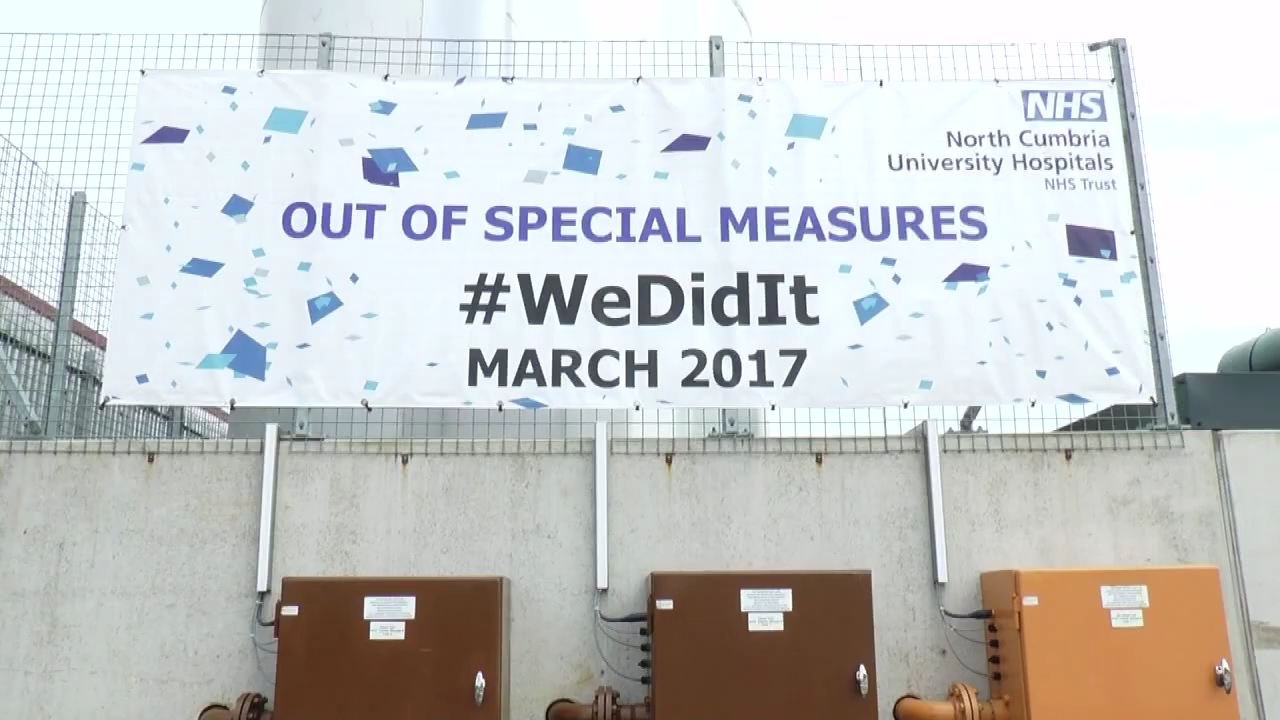 NHS
North Cumbria
University Hospitals
NHS Trust
OUT OF SPECIAL MEASURES
#WeDidIt
MARCH 2017